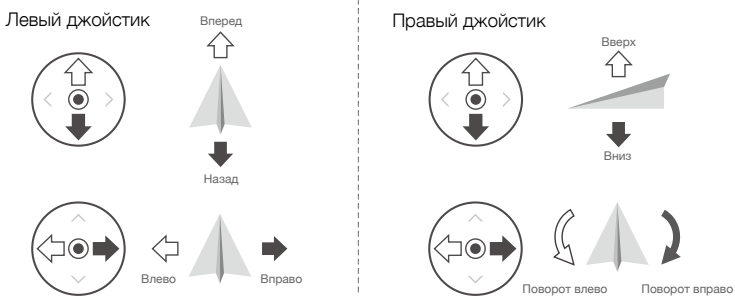 Левый джойстик
Вперед
Назад
Влево
Вправо
Правый джойстик
Вверх
Вниз
Поворот влево
Поворот вправо